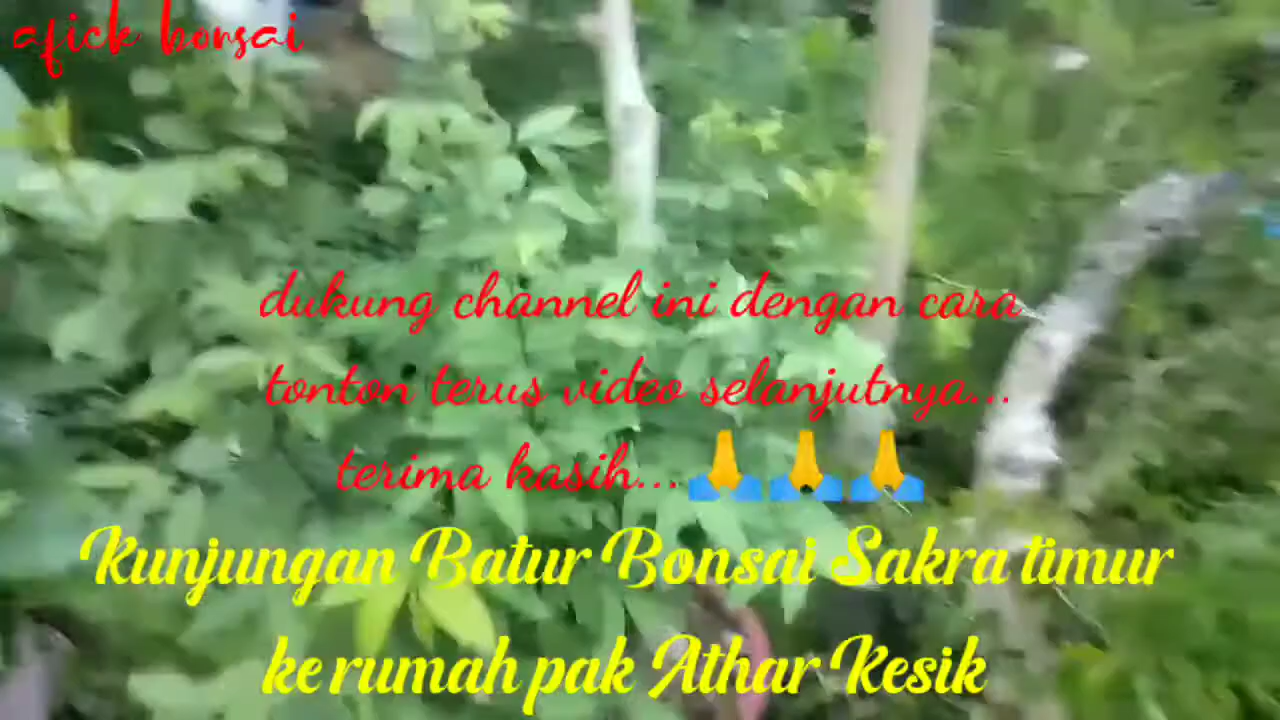 afick bonsai
dukung channel ini dengan cara
tonton terus video selanjutnya...
terima kasih...🙏🙏🙏
Kunjungan Batur Bonsai Sakra timur
ke rumah pak Athar Kesik